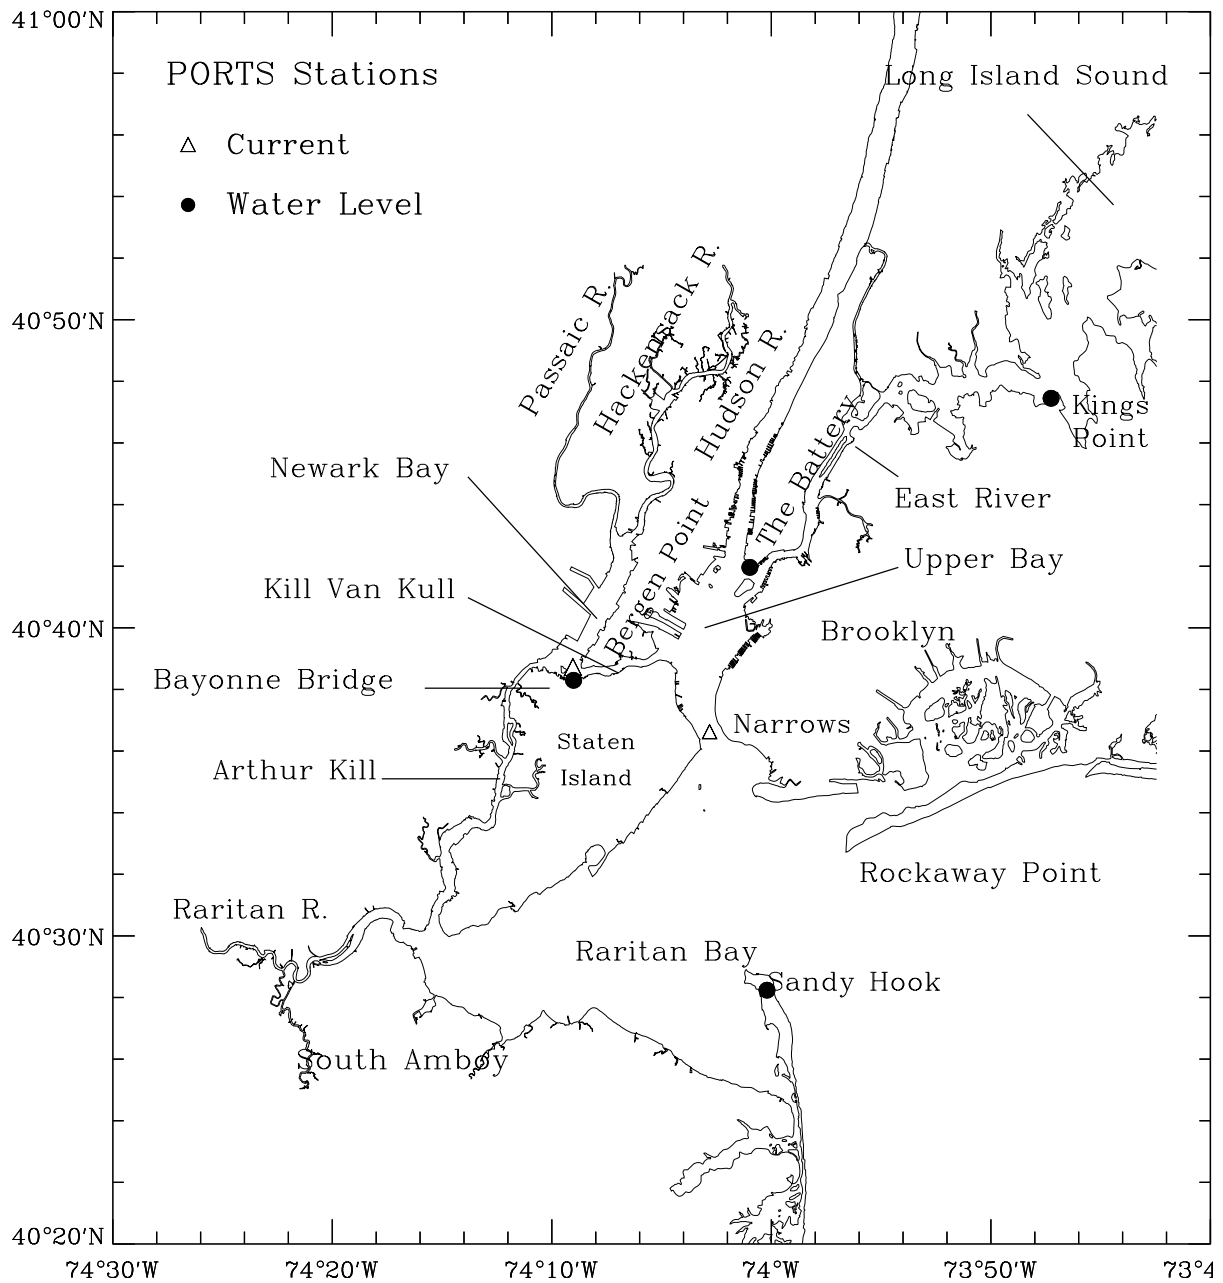 41°00'N
PORTS Stations
Long Island Sound
Current
Water Level
40°50'N
Passaic R.
Hackensack R.
Hudson R.
The Battery
Kings
Point
Newark Bay
East River
Bergen Point
Upper Bay
Kill Van Kull
40°40'N
Brooklyn
Bayonne Bridge
Narrows
Staten
Island
Arthur Kill
Rockaway Point
Raritan R.
40°30'N
Raritan Bay
Sandy Hook
South Amboy
40°20'N
74°30'W 74°20'W 74°10'W 74°W 73°50'W 73°4